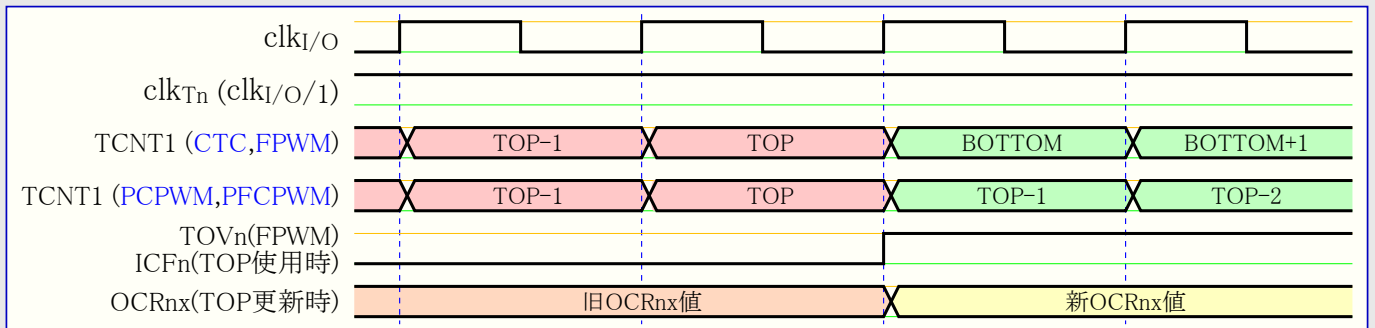 clkI/O
clkTn (clkI/O/1)
TCNT1 (CTC,FPWM) TOP-1 TOP BOTTOM BOTTOM+1
TCNT1 (PCPWM,PFCPWM) TOP-1 TOP TOP-1 TOP-2
TOVn(FPWM)
ICFn(TOP使用時)
OCRnx(TOP更新時) 旧OCRnx値 新OCRnx値